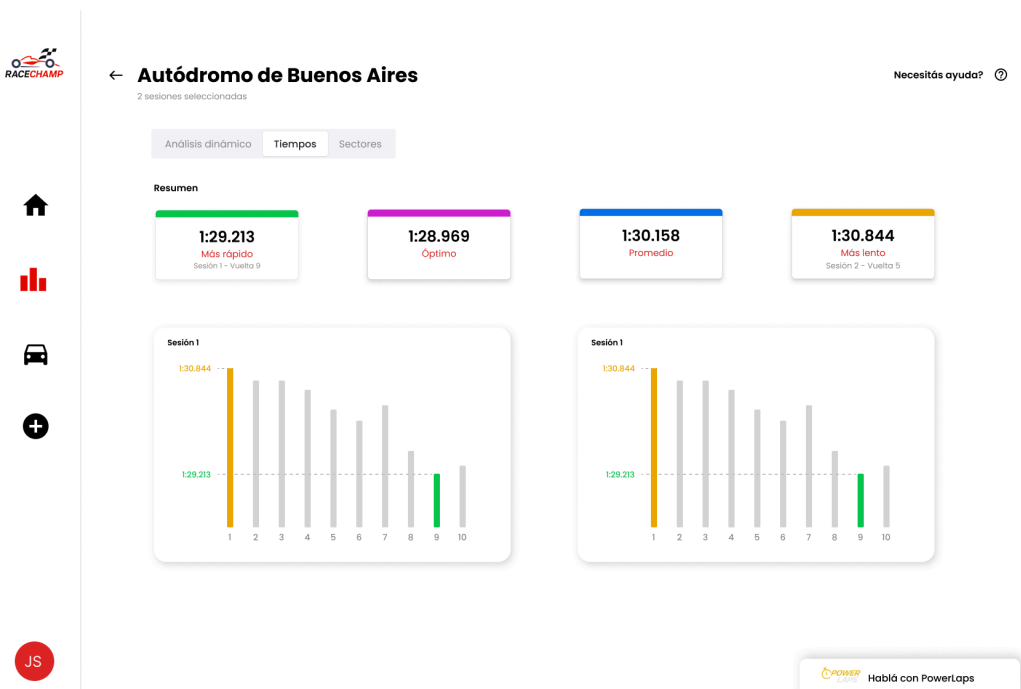 RACECHAMP
Autódromo de Buenos Aires
2 sesiones seleccionadas
Necesitás ayuda?
Análisis dinámico
Tiempos
Sectores
Resumen
1:29.213
Más rápido
Sesión 1 - Vuelta 9
1:28.969
Óptimo
1:30.158
Promedio
1:30.844
Más lento
Sesión 2 - Vuelta 5
Sesión 1
1:30.844
1:29.213
1 2 3 4 5 6 7 8 9 10
Sesión 1
1:30.844
1:29.213
1 2 3 4 5 6 7 8 9 10
JS
POWER
LAPS
Hablá con PowerLaps